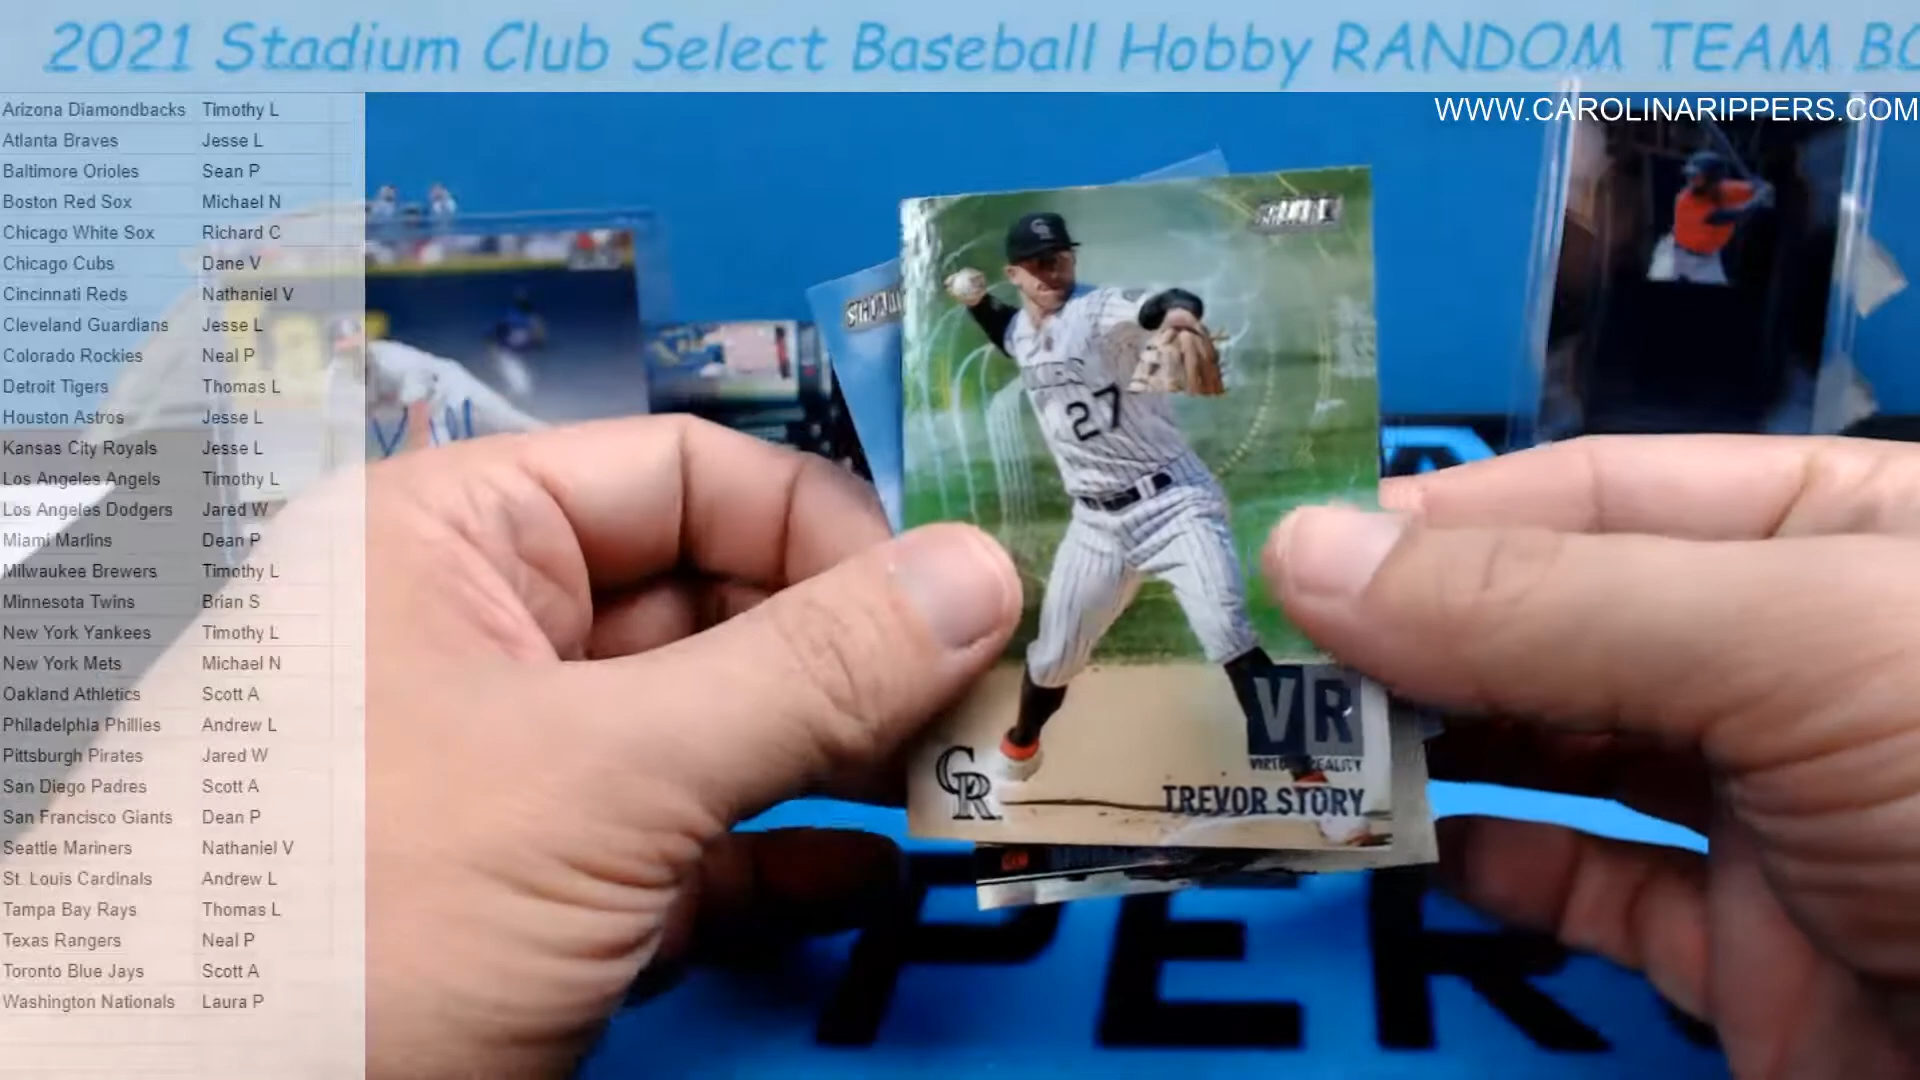 2021 Stadium Club Select Baseball Hobby RANDOM TEAM BO
WWW.CAROLINARIPPERS.COM
Arizona Diamondbacks Timothy L
Atlanta Braves Jesse L
Baltimore Orioles Sean P
Boston Red Sox Michael N
Chicago White Sox Richard C
Chicago Cubs Dane V
Cincinnati Reds Nathaniel V
Cleveland Guardians Jesse L
Colorado Rockies Neal P
Detroit Tigers Thomas L
Houston Astros Jesse L
Kansas City Royals Jesse L
Los Angeles Angels Timothy L
Los Angeles Dodgers Jared W
Miami Marlins Dean P
Milwaukee Brewers Timothy L
Minnesota Twins Brian S
New York Yankees Timothy L
New York Mets Michael N
Oakland Athletics Scott A
Philadelphia Phillies Andrew L
Pittsburgh Pirates Jared W
San Diego Padres Scott A
San Francisco Giants Dean P
Seattle Mariners Nathaniel V
St. Louis Cardinals Andrew L
Tampa Bay Rays Thomas L
Texas Rangers Neal P
Toronto Blue Jays Scott A
Washington Nationals Laura P
CR
27
VR
VIRTUAL REALITY
CR
TREVOR STORY
PER